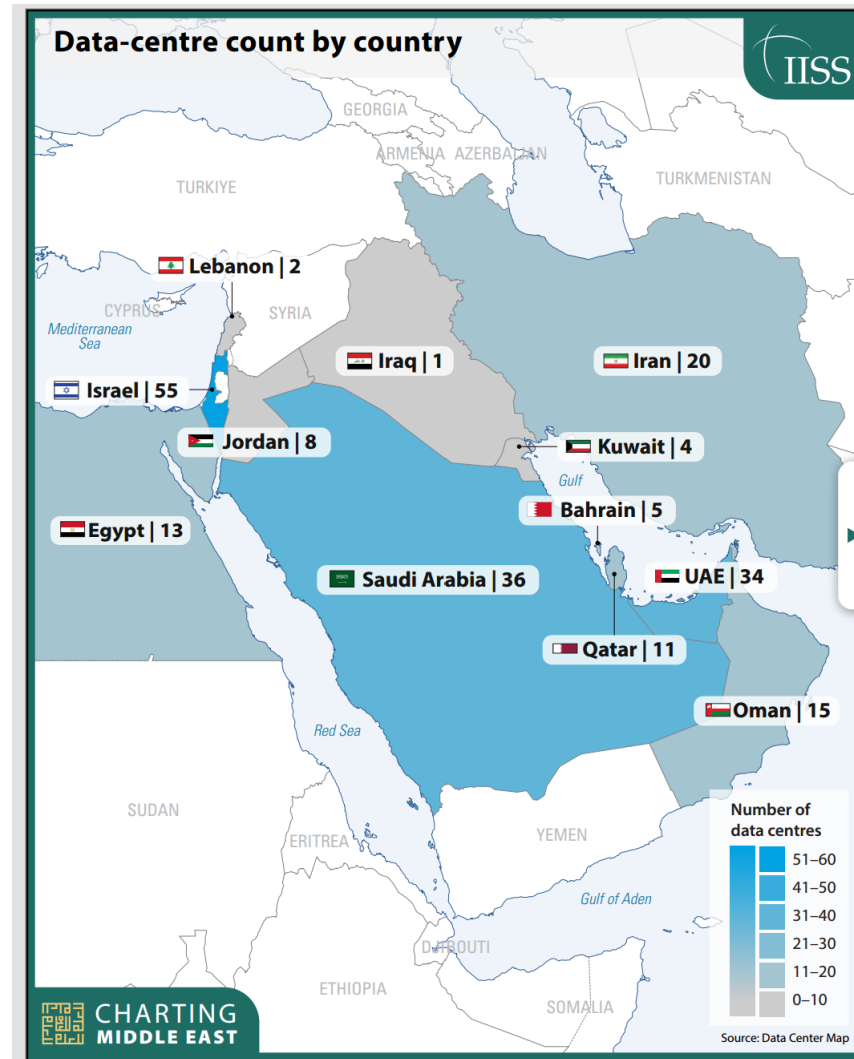 Data-centre count by country
IISS
GEORGIA
ARMENIA
AZERBAIJAN
TURKIYE
TURKMENISTAN
Lebanon | 2
CYPRUS
SYRIA
Mediterranean
Sea
Iraq | 1
Iran | 20
Israel | 55
Jordan | 8
Kuwait | 4
Gulf
Bahrain | 5
Egypt | 13
Saudi Arabia | 36
UAE | 34
Qatar | 11
Oman | 15
Red Sea
SUDAN
ERITREA
YEMEN
Gulf of Aden
DJIBOUTI
ETHIOPIA
SOMALIA
Number of
data centres
51–60
41–50
31–40
21–30
11–20
0–10
CHARTING
MIDDLE EAST
Source: Data Center Map